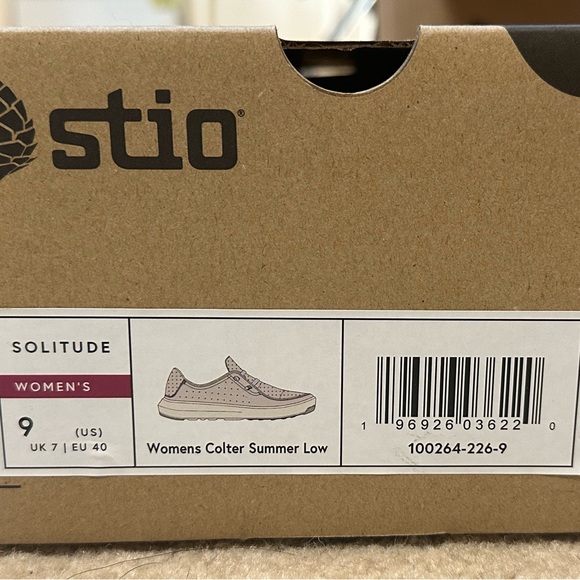 stio®
SOLITUDE
WOMEN'S
9 (US)
UK 7 | EU 40
Womens Colter Summer Low
1 96926 03622 0
100264-226-9